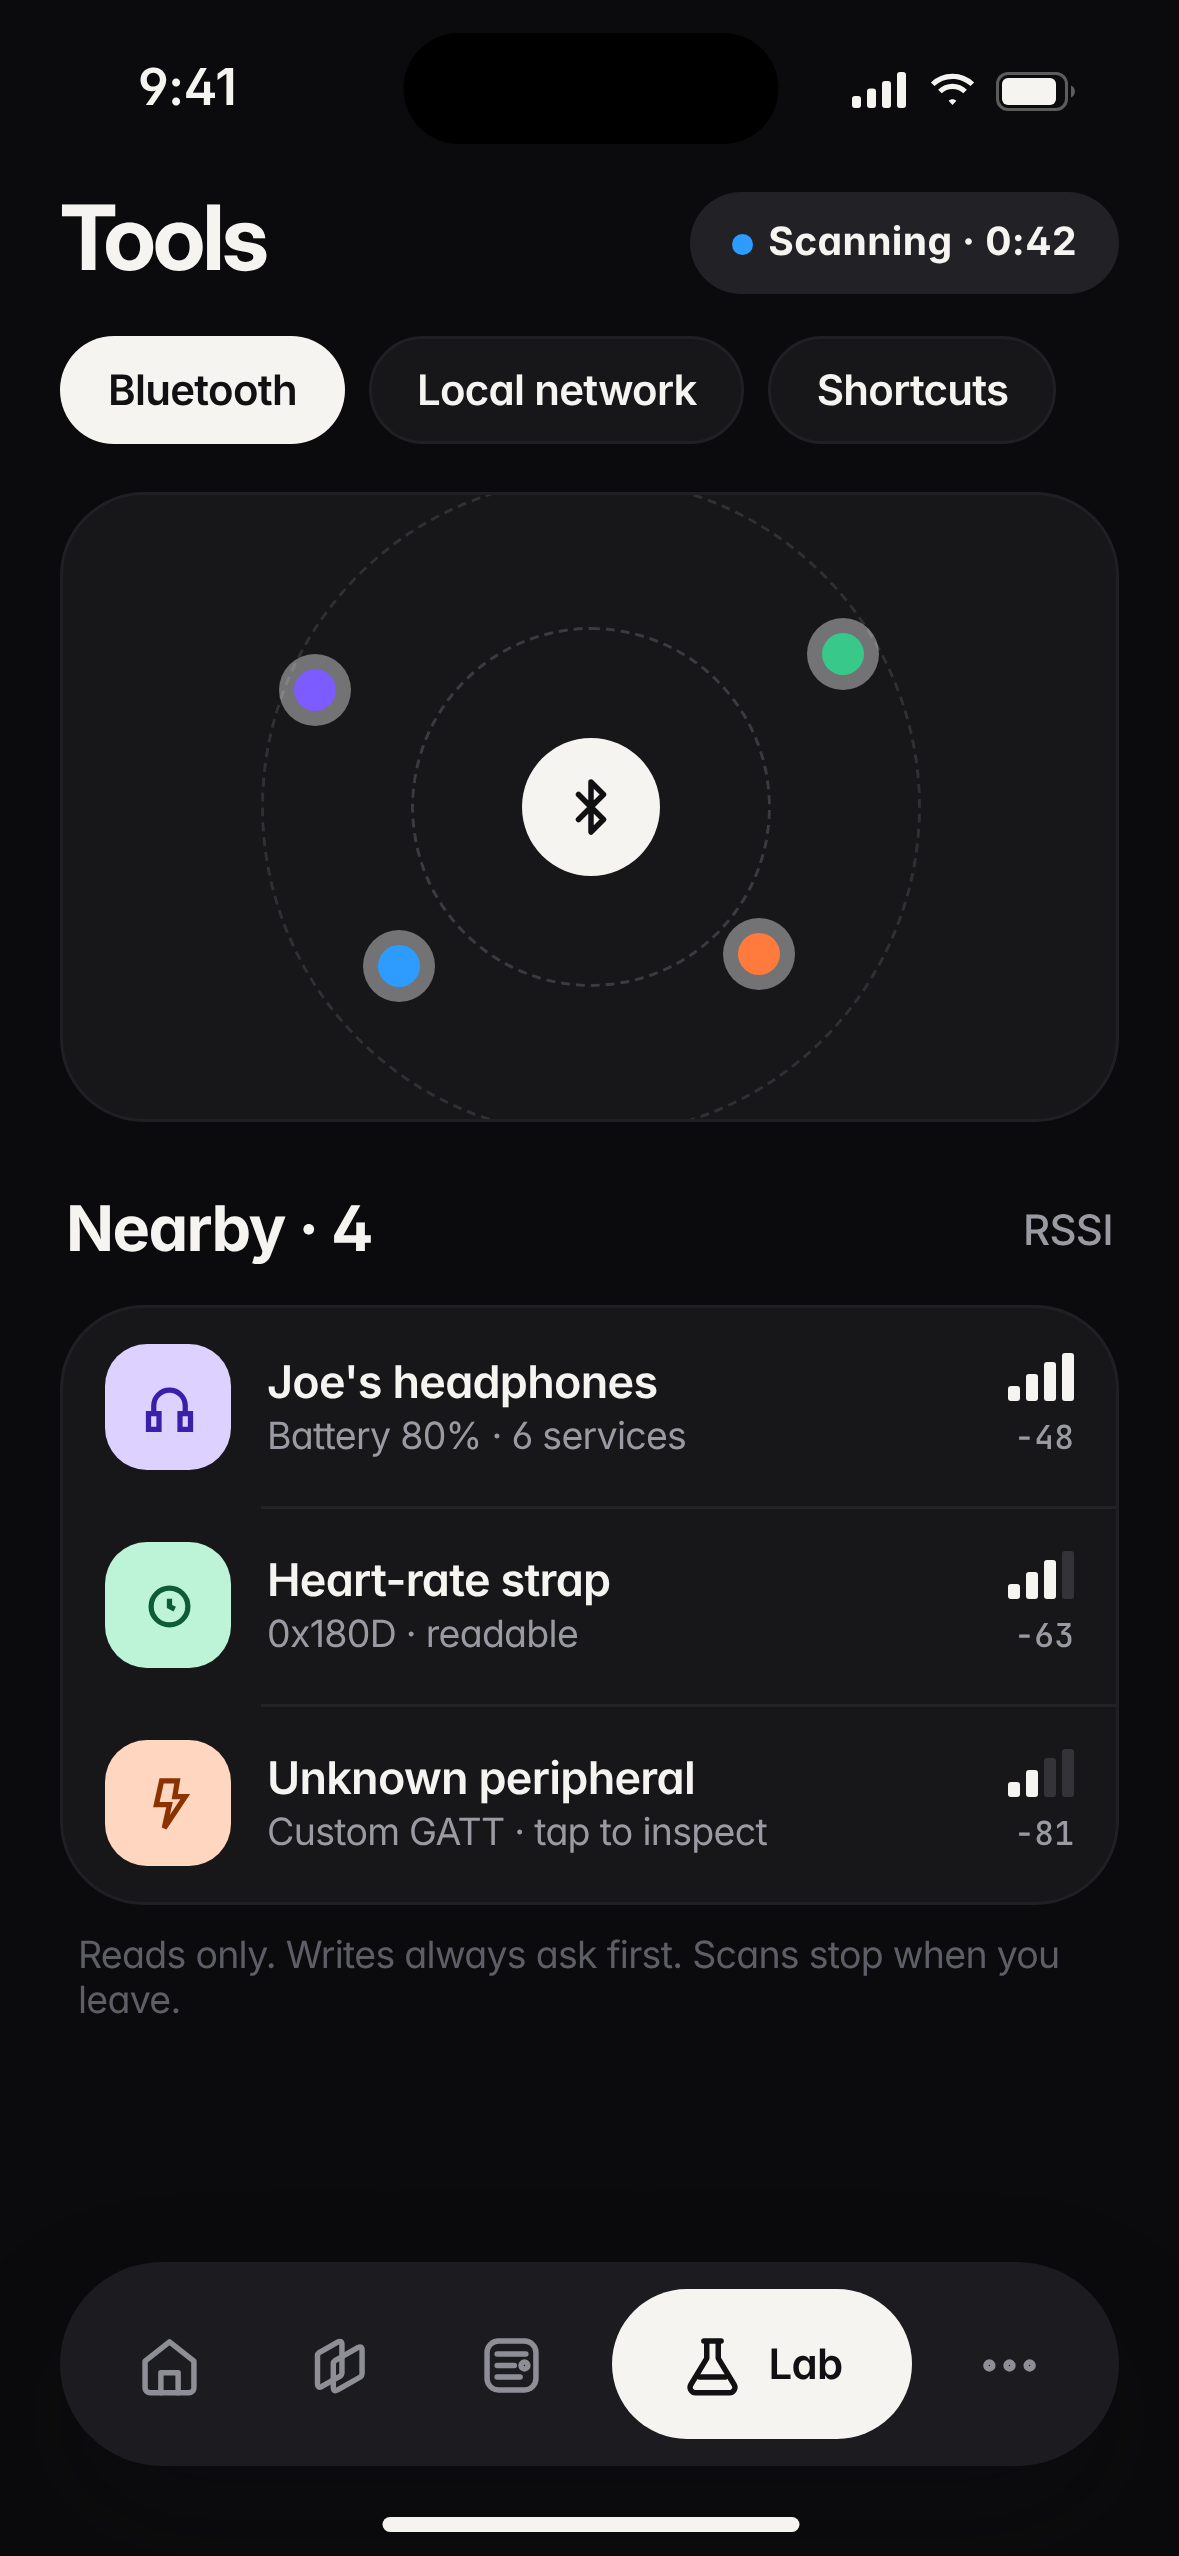 9:41
Tools
Scanning · 0:42
Bluetooth
Local network
Shortcuts
Nearby · 4
RSSI
Joe's headphones
Battery 80% · 6 services
-48
Heart-rate strap
0x180D · readable
-63
Unknown peripheral
Custom GATT · tap to inspect
-81
Reads only. Writes always ask first. Scans stop when you
leave.
Lab